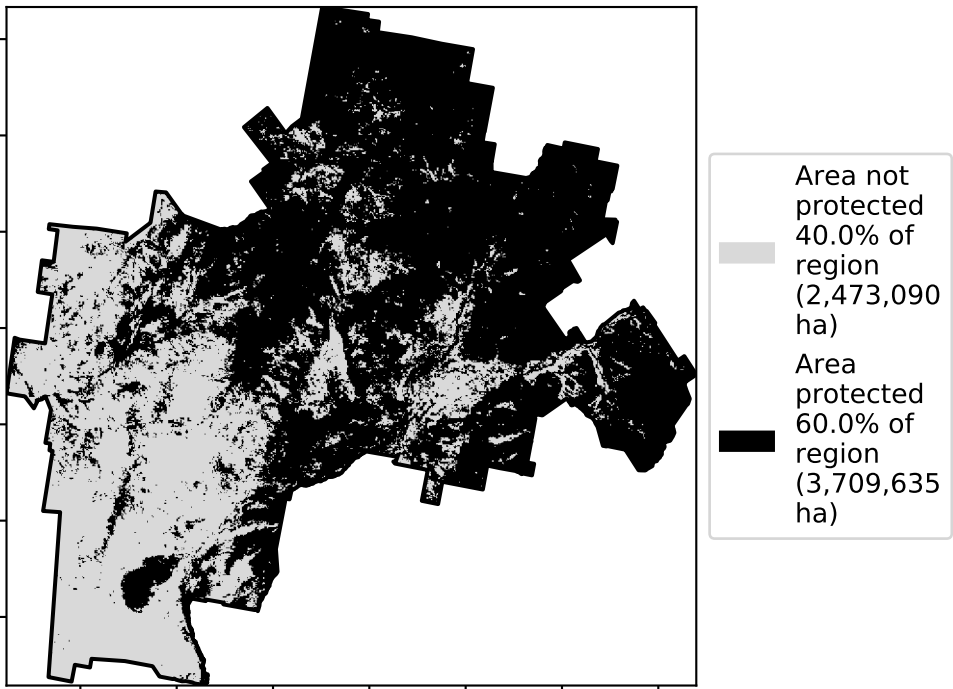 Area not
protected
40.0% of
region
(2,473,090
ha)
Area
protected
60.0% of
region
(3,709,635
ha)